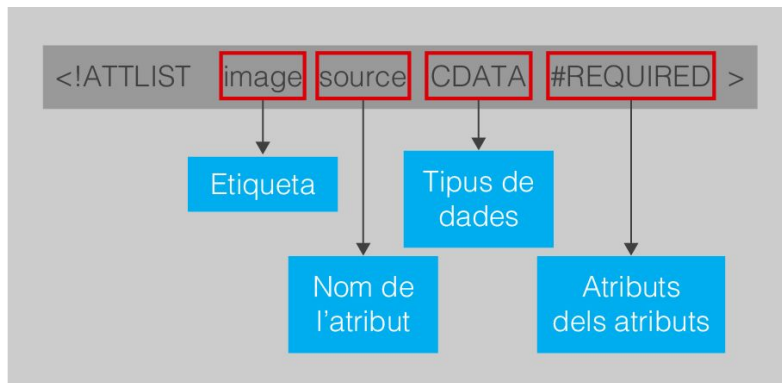 <!ATTLIST image source CDATA #REQUIRED >
Etiqueta
Tipus de
dades
Nom de
l'atribut
Atributs
dels atributs